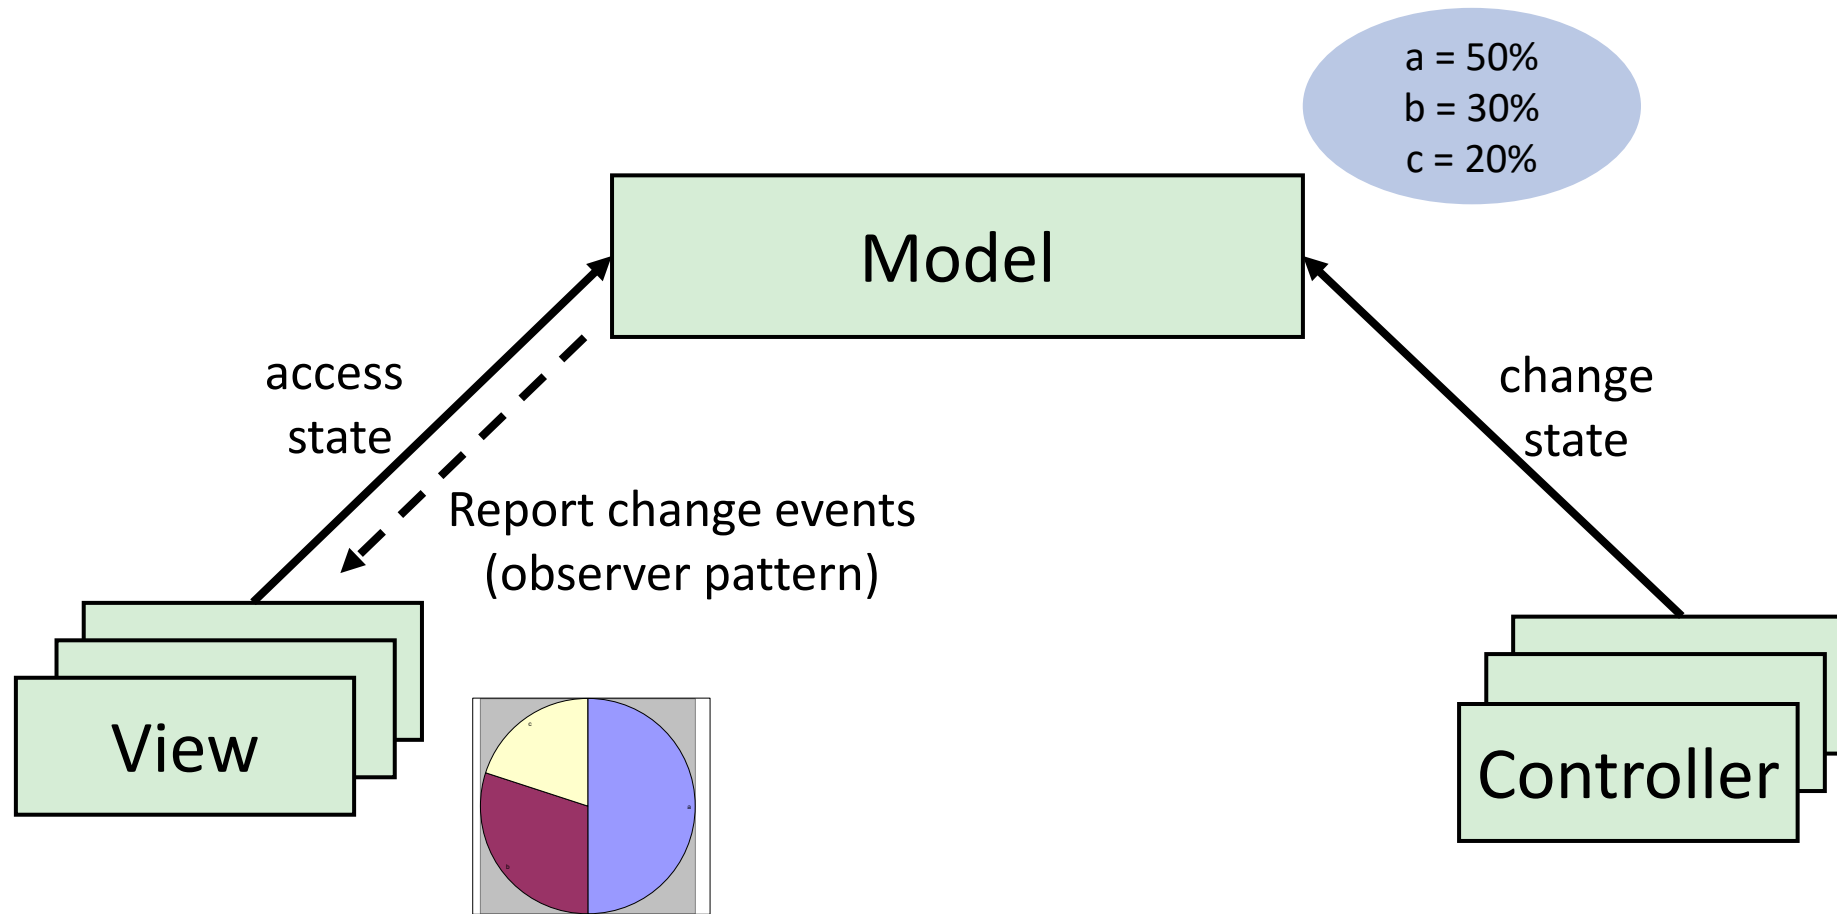 a = 50%
b = 30%
c = 20%
Model
access
state
change
state
Report change events
(observer pattern)
View
Controller
c
a
b